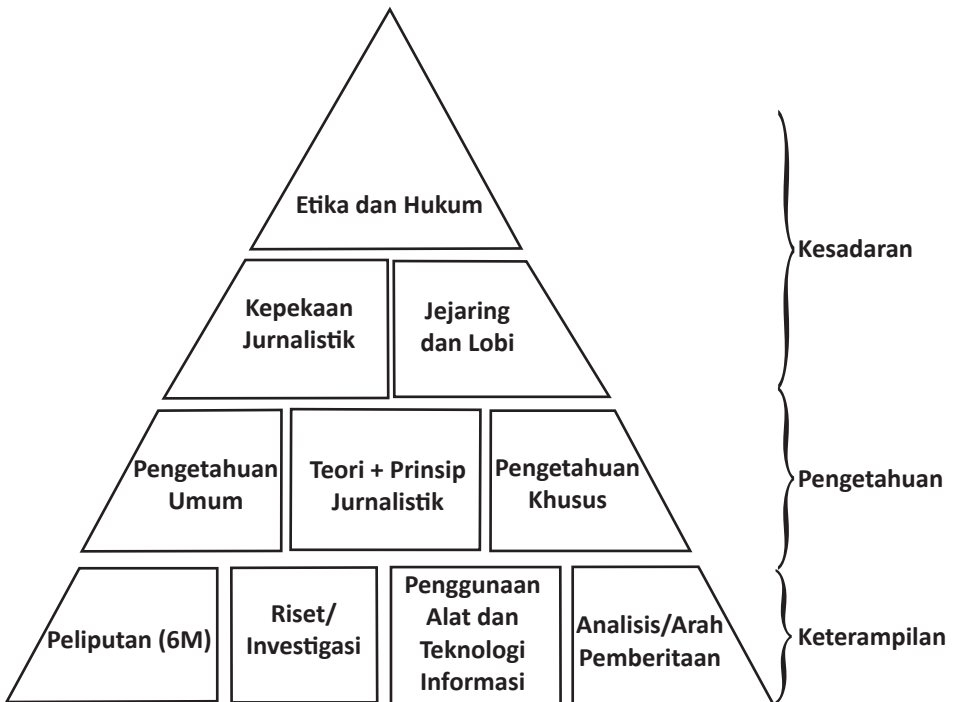 Etika dan Hukum
Kesadaran
Kepekaan
Jurnalistik
Jejaring
dan Lobi
Pengetahuan
Umum
Teori + Prinsip
Jurnalistik
Pengetahuan
Khusus
Pengetahuan
Peliputan (6M)
Riset/
Investigasi
Penggunaan
Alat dan
Teknologi
Informasi
Analisis/Arah
Pemberitaan
Keterampilan